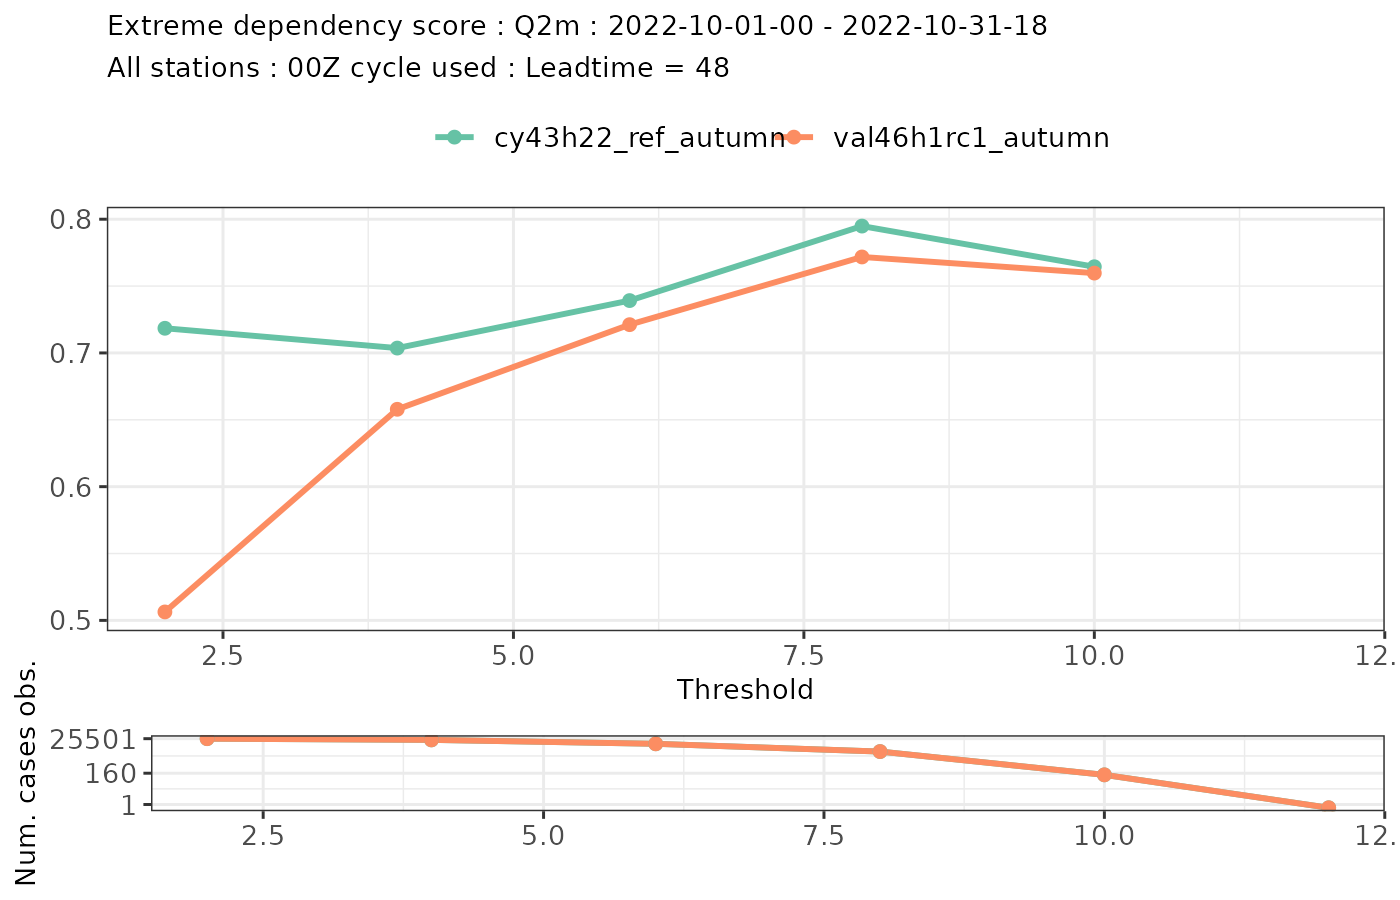 Extreme dependency score : Q2m : 2022-10-01-00 - 2022-10-31-18
All stations : 00Z cycle used : Leadtime = 48
cy43h22_ref_autumn val46h1rc1_autumn
0.8
0.7
0.6
0.5
2.5 5.0 7.5 10.0 12.
Threshold
Num. cases obs.
25501
160
1
2.5 5.0 7.5 10.0 12.